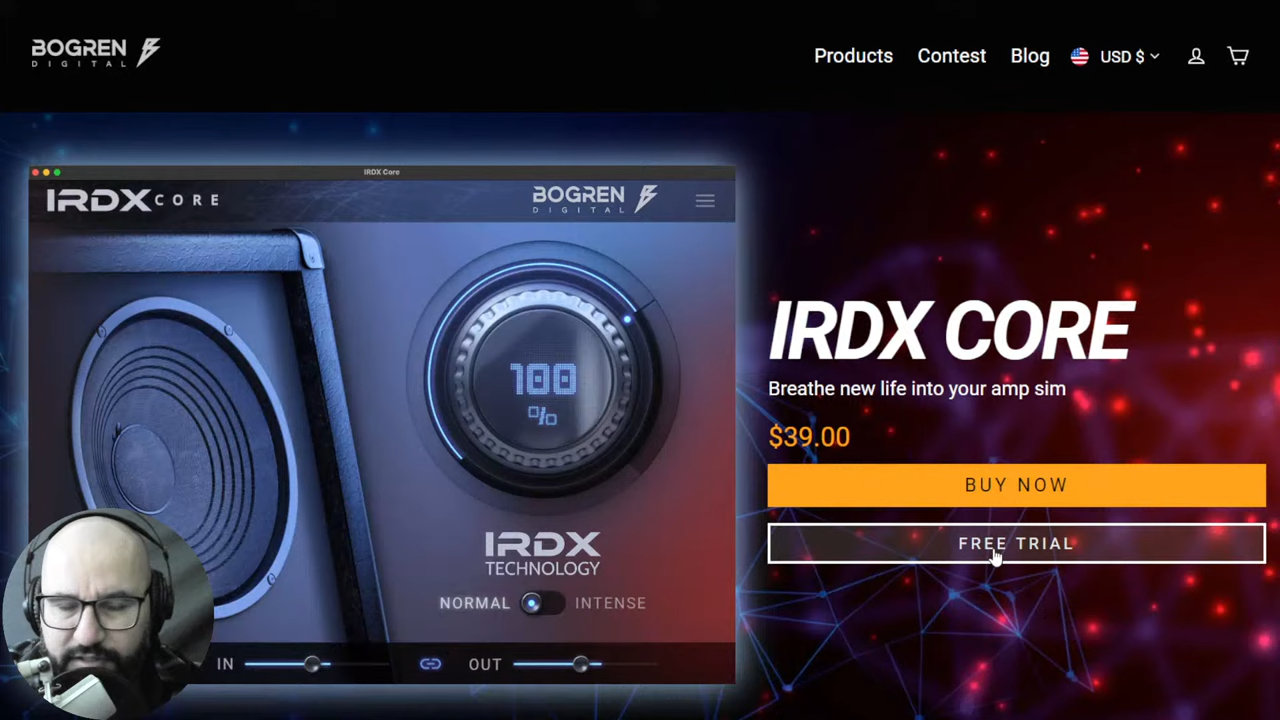 BOGREN
DIGITAL
Products Contest Blog USD $
IRDX Core
IRDX CORE
BOGREN
DIGITAL
100
%
IRDX
TECHNOLOGY
NORMAL INTENSE
IN OUT
IRDX CORE
Breathe new life into your amp sim
$39.00
BUY NOW
FREE TRIAL